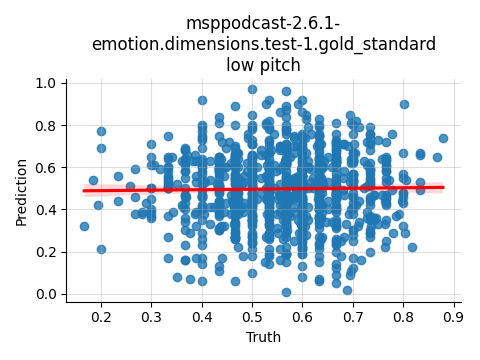 msppodcast-2.6.1-
emotion.dimensions.test-1.gold_standard
low pitch
1.0
0.8
0.6
0.4
0.2
0.0
Prediction
0.2 0.3 0.4 0.5 0.6 0.7 0.8 0.9
Truth